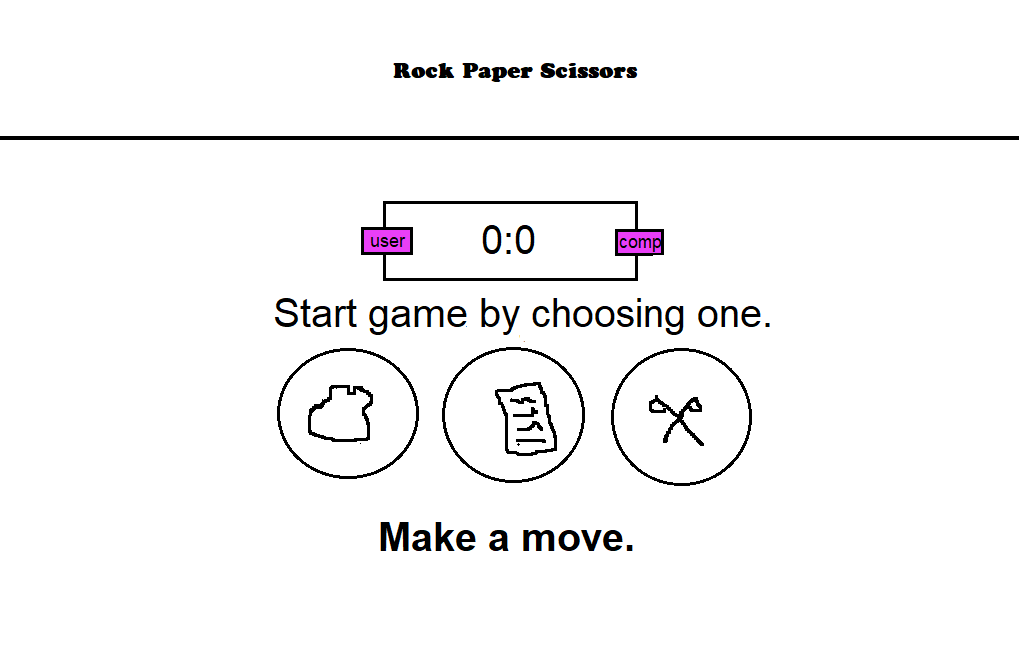 Rock Paper Scissors
user 0:0 comp
Start game by choosing one.
Make a move.